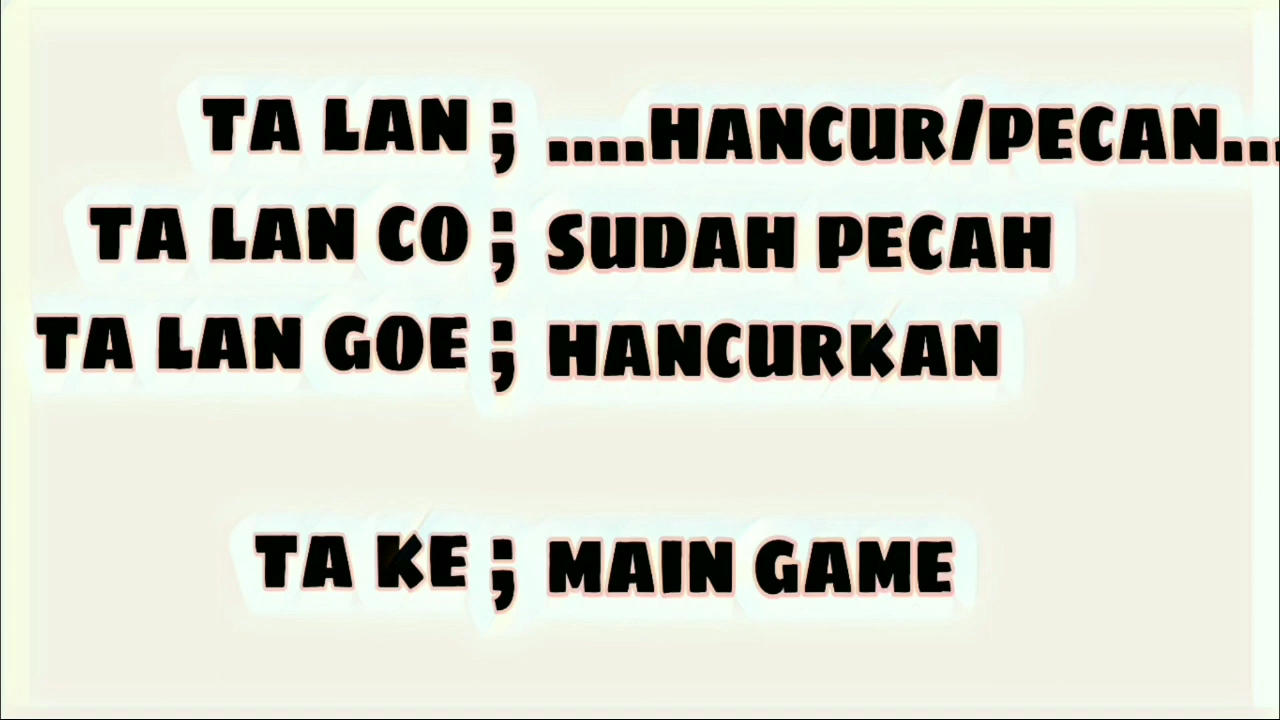 TA LAN ; ....HANCUR/PECAN...
TA LAN CO ; SUDAH PECAH
TA LAN GOE ; HANCURKAN
TA KE ; MAIN GAME